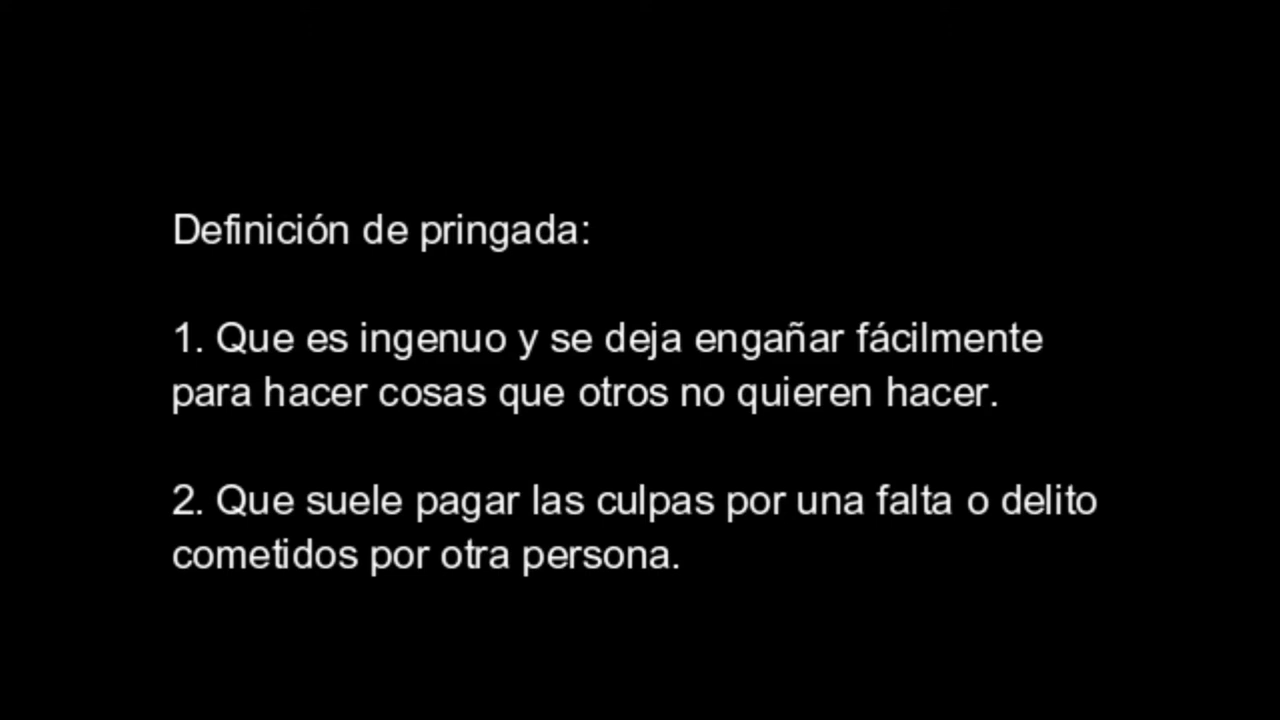 Definición de pringada:
1. Que es ingenuo y se deja engañar fácilmente
para hacer cosas que otros no quieren hacer.
2. Que suele pagar las culpas por una falta o delito
cometidos por otra persona.